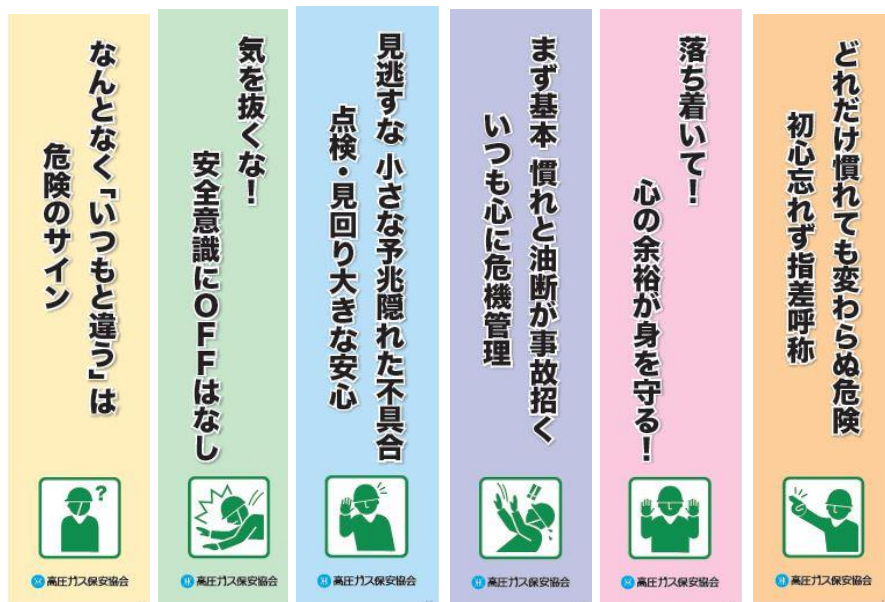 なんとなく「いつもと違う」は
危険のサイン
?
高圧ガス保安協会
気を抜くな!
安全意識にOFFはなし
高圧ガス保安協会
見逃すな 小さな予兆隠れた不具合
点検・見回り大きな安心
高圧ガス保安協会
まず基本 慣れと油断が事故招く
いつも心に危機管理
!!
高圧ガス保安協会
落ち着いて!
心の余裕が身を守る!
高圧ガス保安協会
どれだけ慣れても変わらぬ危険
初心忘れず指差呼称
高圧ガス保安協会